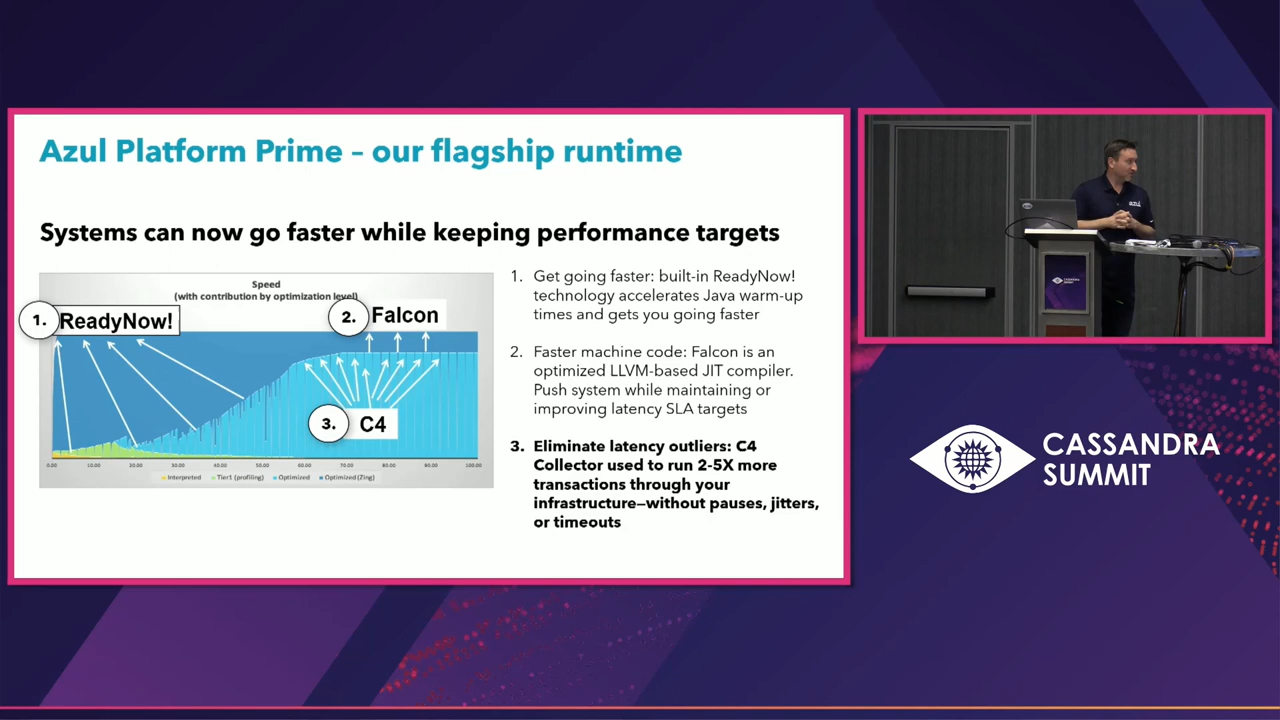 Azul Platform Prime – our flagship runtime
Systems can now go faster while keeping performance targets
Speed
(with contribution by optimization level)
1. ReadyNow!
2. Falcon
3. C4
0.00 10.00 20.00 30.00 40.00 50.00 60.00 70.00 80.00 90.00 100.00
Interpreted Tier1 (profiling) Optimized Optimized (Zing)
1. Get going faster: built-in ReadyNow!
technology accelerates Java warm-up
times and gets you going faster
2. Faster machine code: Falcon is an
optimized LLVM-based JIT compiler.
Push system while maintaining or
improving latency SLA targets
3. Eliminate latency outliers: C4
Collector used to run 2-5X more
transactions through your
infrastructure—without pauses, jitters,
or timeouts
azul
CASSANDRA
SUMMIT
CASSANDRA
SUMMIT